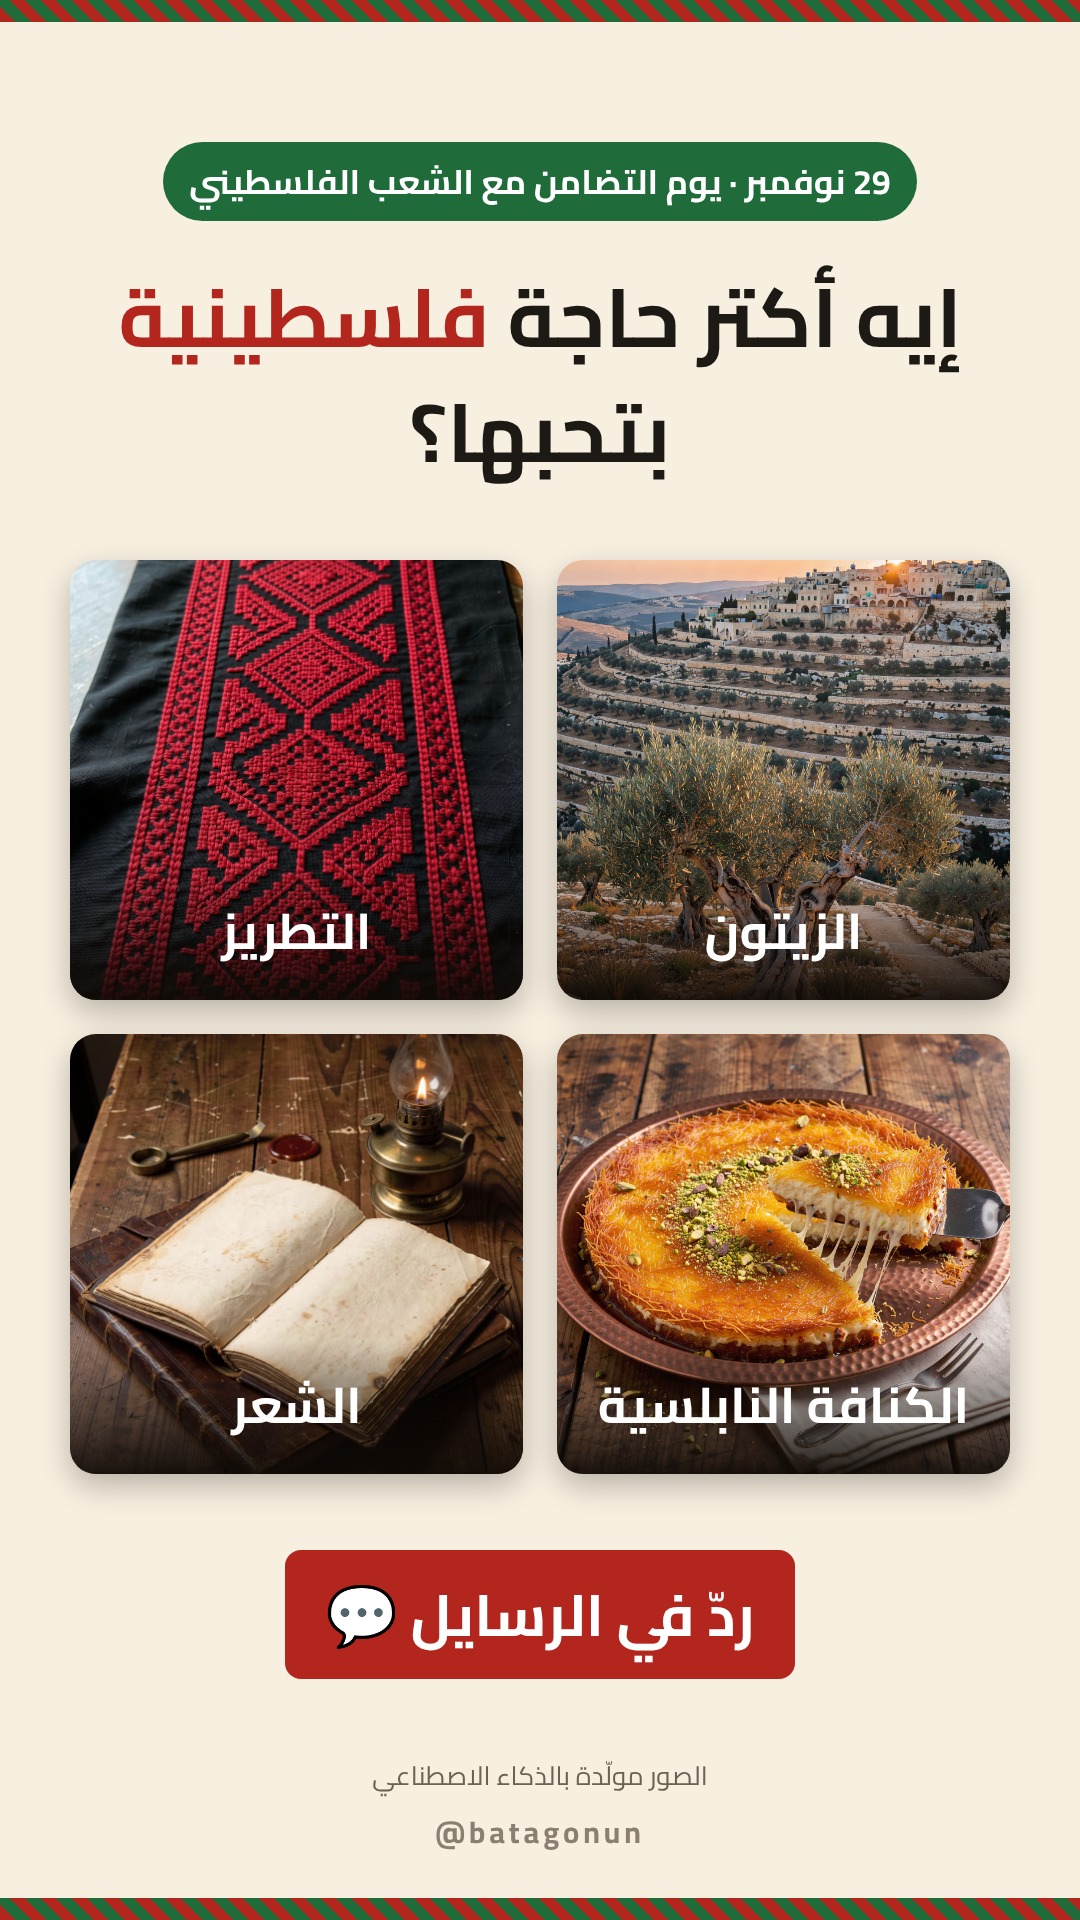 29 نوفمبر · يوم التضامن مع الشعب الفلسطيني
إيه أكتر حاجة فلسطينية
بتحبها؟
الزيتون
التطريز
الكنافة النابلسية
الشعر
ردّ في الرسايل 💬
الصور مولّدة بالذكاء الاصطناعي
@batagonun